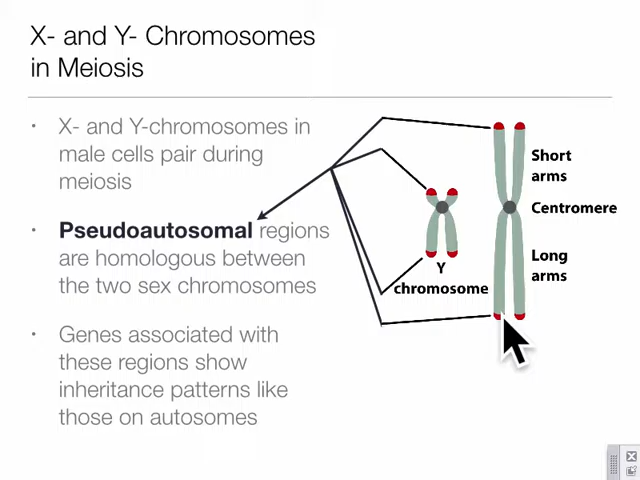 X- and Y- Chromosomes
in Meiosis
• X- and Y-chromosomes in
male cells pair during
meiosis
• Pseudoautosomal regions
are homologous between
the two sex chromosomes
• Genes associated with
these regions show
inheritance patterns like
those on autosomes
Short
arms
Centromere
Long
arms
Y
chromosome